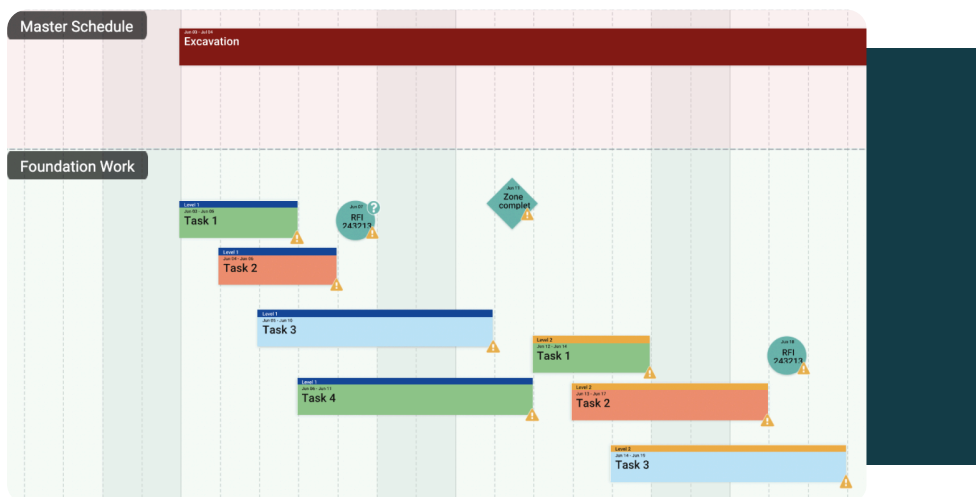 Master Schedule
Jun 03 - Jul 04
Excavation
Foundation Work
Level 1
Jun 03 - Jun 05
Task 1
Jun 07
?
RFI
243213
Jun 11
Zone
complet
Level 1
Jun 04 - Jun 06
Task 2
Level 1
Jun 05 - Jun 10
Task 3
Level 2
Jun 12 - Jun 14
Task 1
Jun 18
RFI
243213
Level 1
Jun 06 - Jun 11
Task 4
Level 2
Jun 13 - Jun 17
Task 2
Level 2
Jun 14 - Jun 19
Task 3